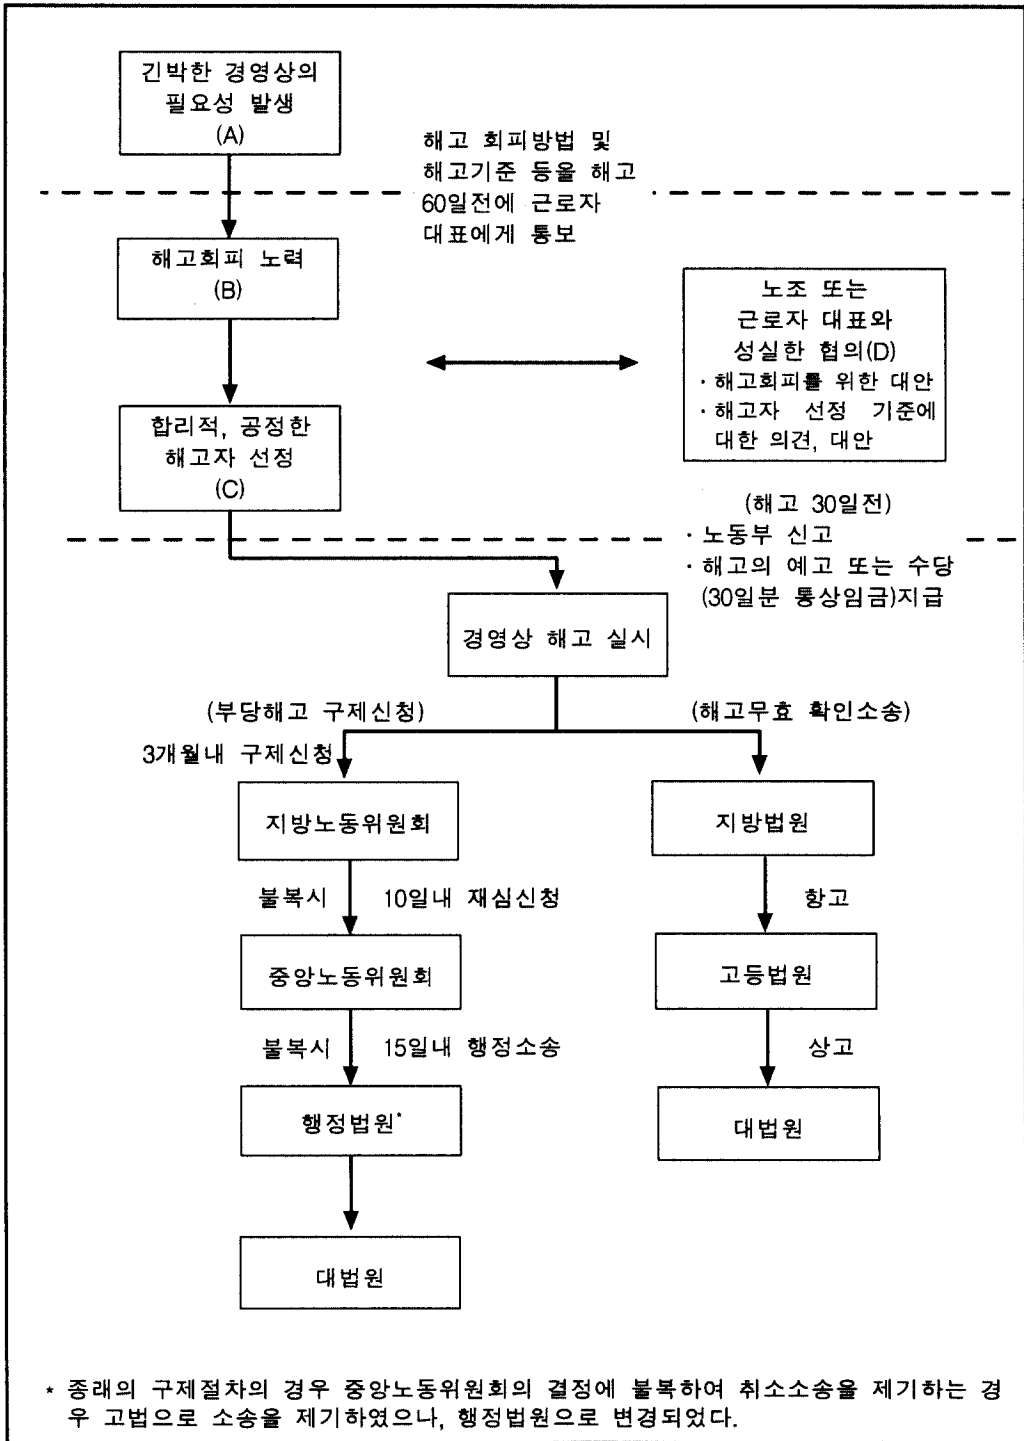 긴박한 경영상의
필요성 발생
(A)
해고 회피방법 및
해고기준 등을 해고
60일전에 근로자
대표에게 통보
해고회피 노력
(B)
노조 또는
근로자 대표와
성실한 협의(D)
· 해고회피를 위한 대안
· 해고자 선정 기준에
대한 의견, 대안
합리적, 공정한
해고자 선정
(C)
(해고 30일전)
· 노동부 신고
· 해고의 예고 또는 수당
(30일분 통상임금)지급
경영상 해고 실시
(부당해고 구제신청)
(해고무효 확인소송)
3개월내 구제신청
지방노동위원회
지방법원
불복시 10일내 재심신청
항고
중앙노동위원회
고등법원
불복시 15일내 행정소송
상고
행정법원*
대법원
대법원
* 종래의 구제절차의 경우 중앙노동위원회의 결정에 불복하여 취소소송을 제기하는 경
우 고법으로 소송을 제기하였으나, 행정법원으로 변경되었다.